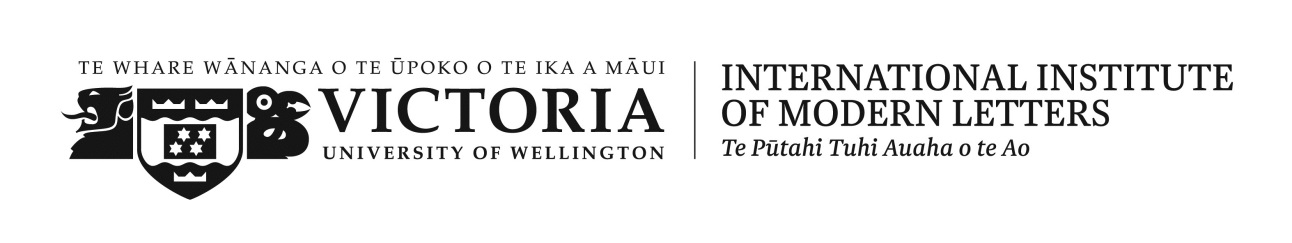 TE WHARE WĀNANGA O TE ŪPOKO O TE IKA A MĀUI
VICTORIA
UNIVERSITY OF WELLINGTON
INTERNATIONAL INSTITUTE
OF MODERN LETTERS
Te Pūtahi Tuhi Auaha o te Ao